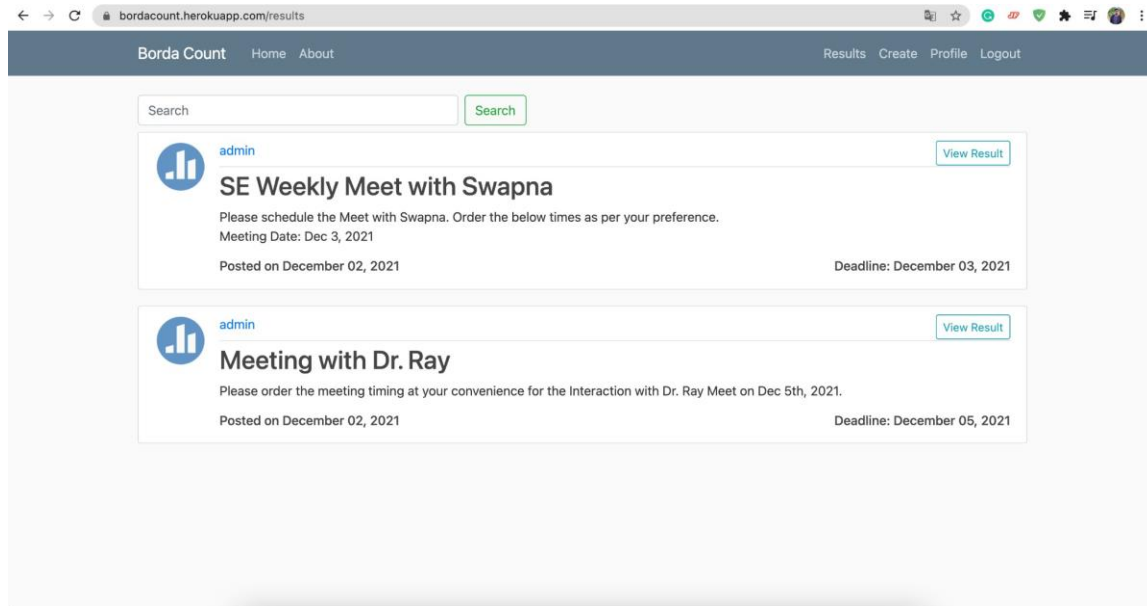 bordacount.herokuapp.com/results
Borda Count Home About Results Create Profile Logout
Search Search
admin View Result
SE Weekly Meet with Swapna
Please schedule the Meet with Swapna. Order the below times as per your preference.
Meeting Date: Dec 3, 2021
Posted on December 02, 2021 Deadline: December 03, 2021
admin View Result
Meeting with Dr. Ray
Please order the meeting timing at your convenience for the Interaction with Dr. Ray Meet on Dec 5th, 2021.
Posted on December 02, 2021 Deadline: December 05, 2021